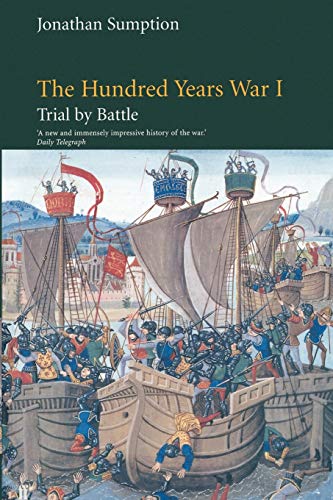 Jonathan Sumption
The Hundred Years War I
Trial by Battle
'A new and immensely impressive history of the war.'
Daily Telegraph